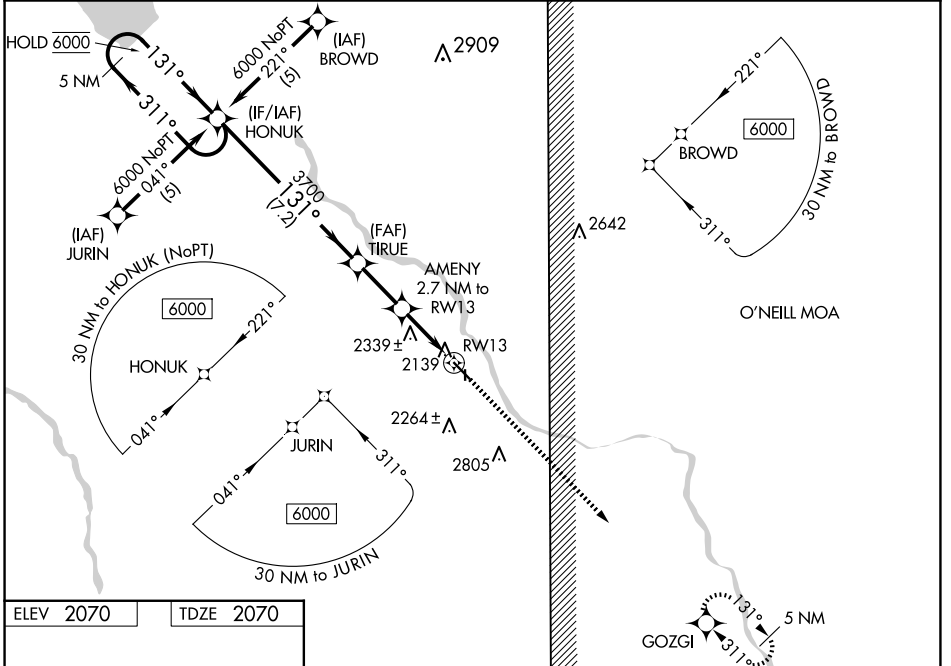 HOLD 6000
5 NM
131°
311°
6000 NoPT
221°
(5)
(IAF)
BROWD
2909
(IF/IAF)
HONUK
6000 NoPT
041°
(5)
(IAF)
JURIN
3700
131°
(7.2)
(FAF)
TIRUE
AMENY
2.7 NM to
RW13
2339 ±
2139
RW13
2264 ±
2805
2642
221°
6000
BROWD
311°
30 NM to BROWD
O'NEILL MOA
30 NM to HONUK (NoPT)
6000
221°
HONUK
041°
JURIN
041°
311°
6000
30 NM to JURIN
ELEV 2070
TDZE 2070
131°
5 NM
GOZGI
311°